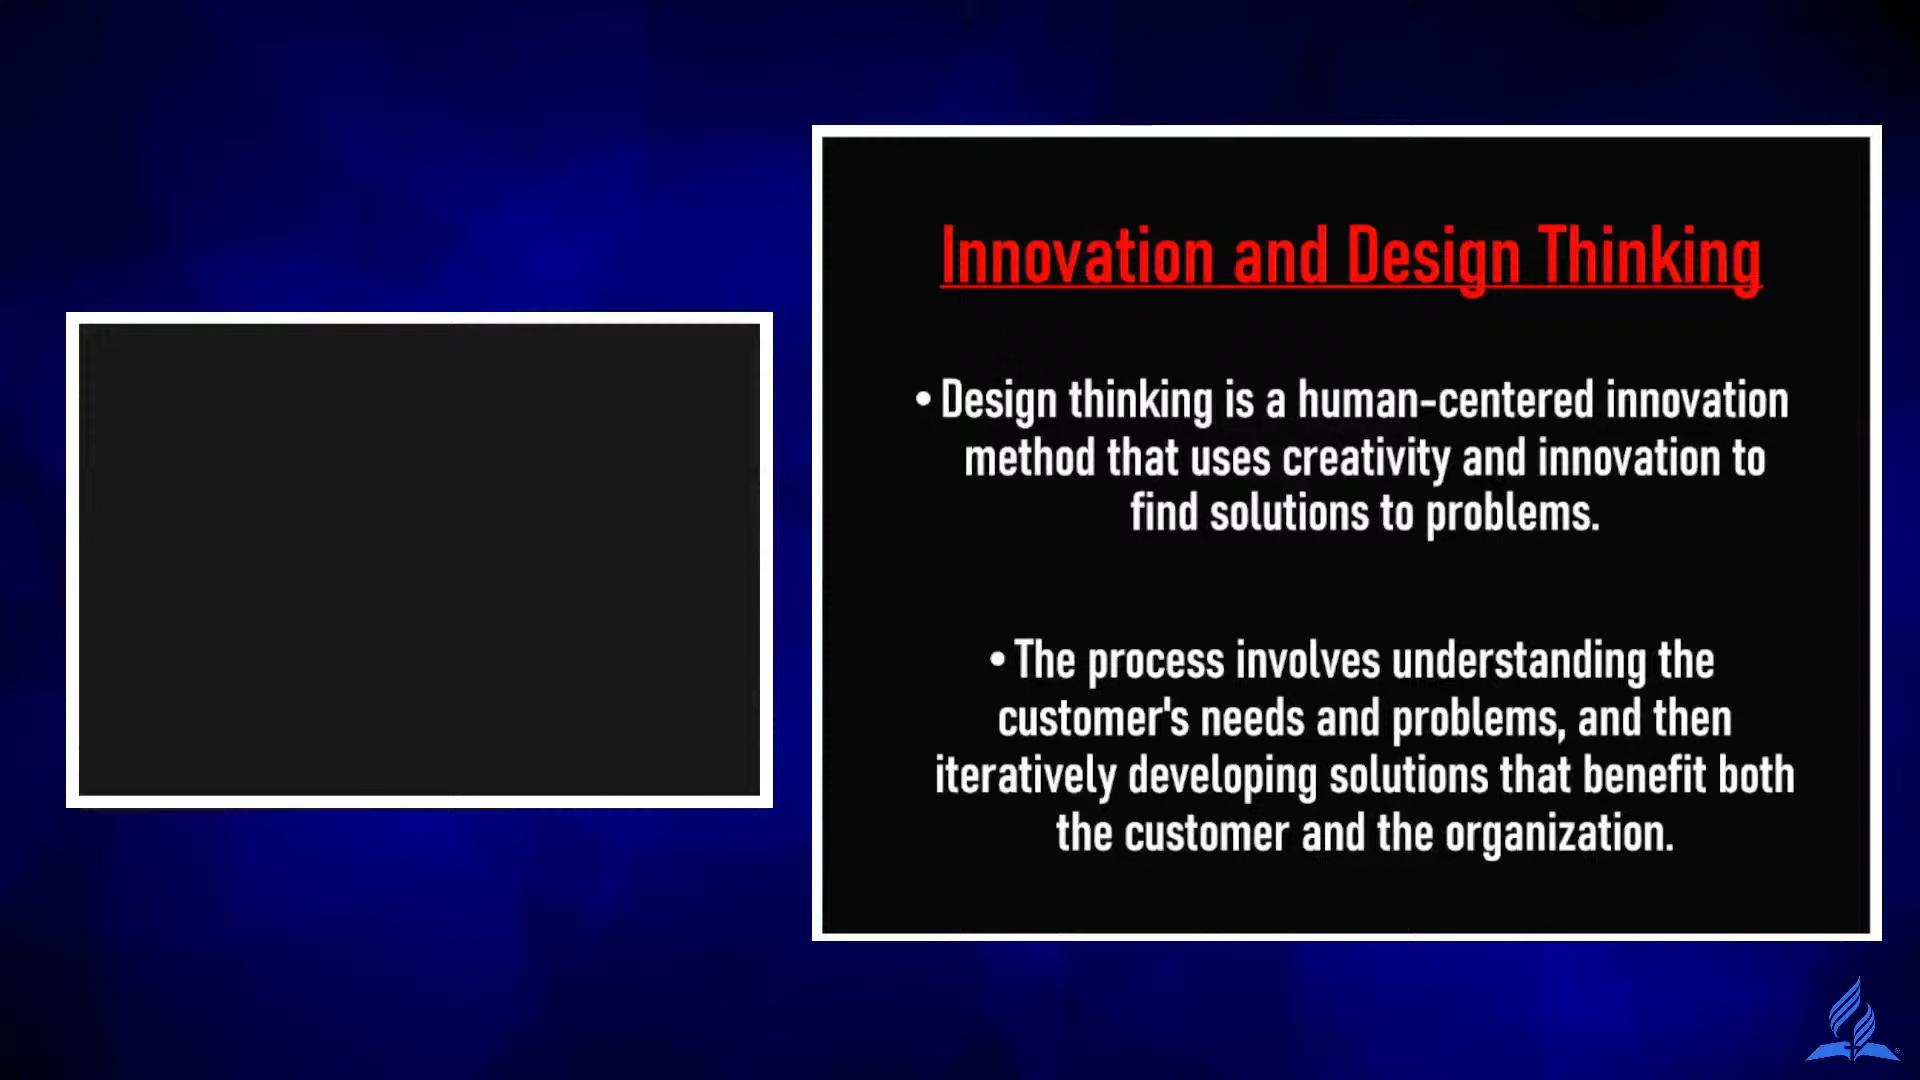 Innovation and Design Thinking
• Design thinking is a human-centered innovation
method that uses creativity and innovation to
find solutions to problems.
• The process involves understanding the
customer's needs and problems, and then
iteratively developing solutions that benefit both
the customer and the organization.